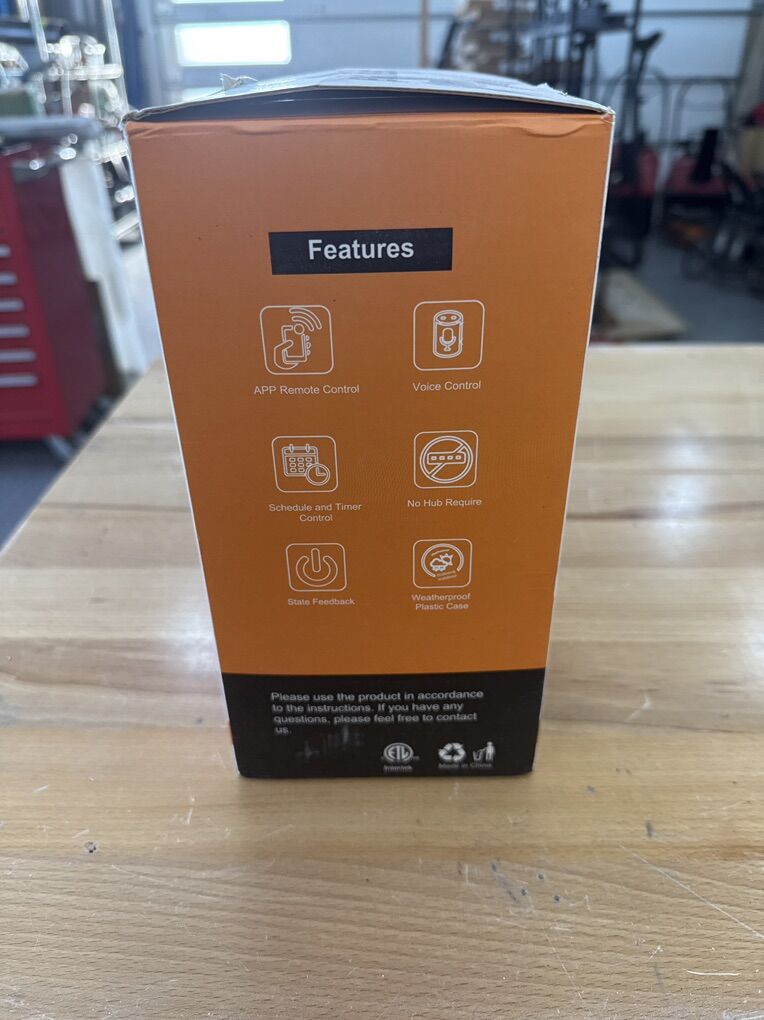 Features
APP Remote Control
Voice Control
Schedule and Timer
Control
No Hub Require
State Feedback
Weatherproof
Plastic Case
Please use the product in accordance
to the instructions. If you have any
questions, please feel free to contact
us.
ETL
Intertek
Made in China